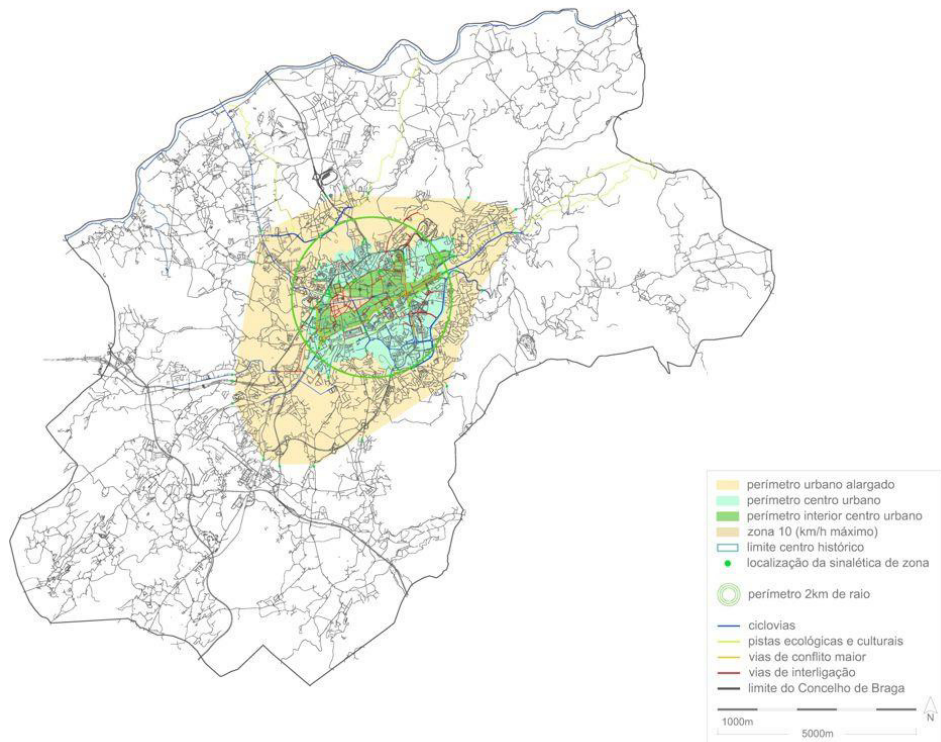 perímetro urbano alargado
perímetro centro urbano
perímetro interior centro urbano
zona 10 (km/h máximo)
limite centro histórico
localização da sinalética de zona
perímetro 2km de raio
ciclovias
pistas ecológicas e culturais
vias de conflito maior
vias de interligação
limite do Concelho de Braga
1000m
N
5000m